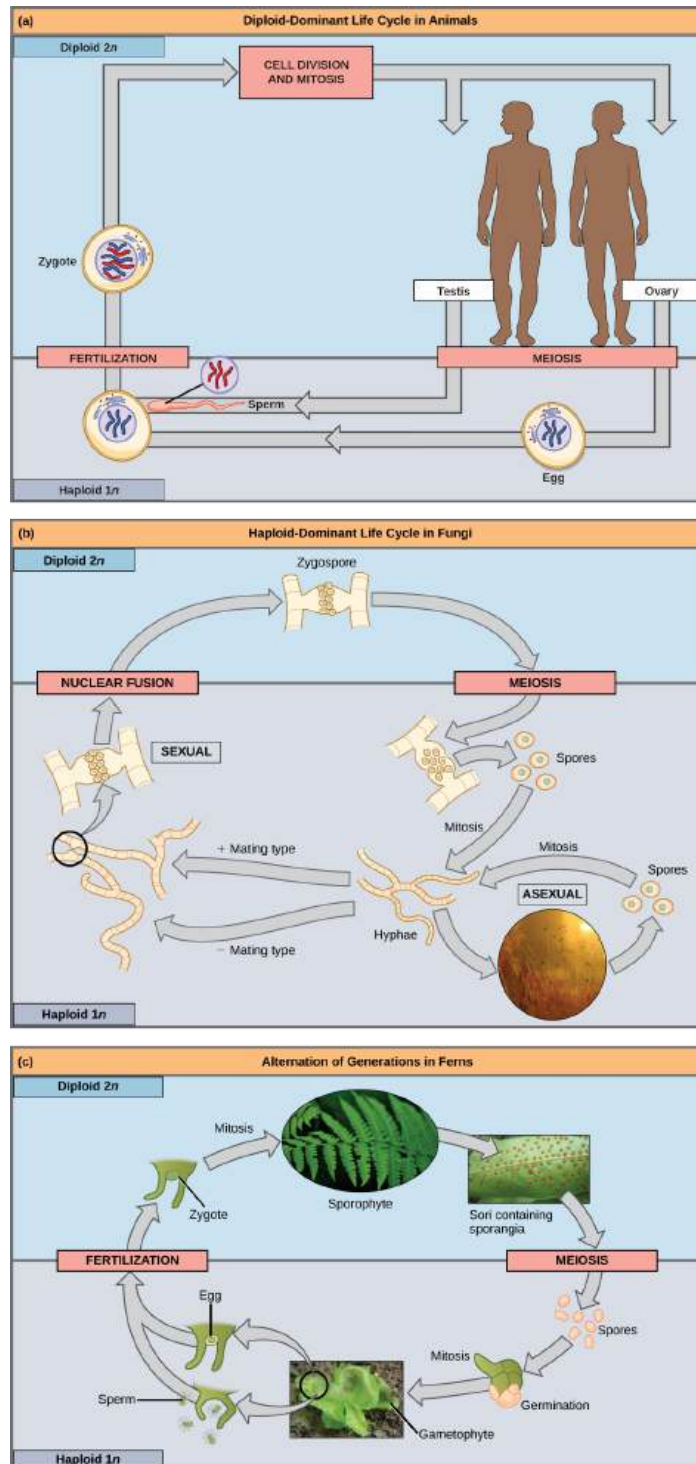 (a) Diploid-Dominant Life Cycle in Animals
Diploid 2n
CELL DIVISION
AND MITOSIS
Zygote
Testis
Ovary
FERTILIZATION
MEIOSIS
Sperm
Egg
Haploid 1n
(b) Haploid-Dominant Life Cycle in Fungi
Diploid 2n
Zygospore
NUCLEAR FUSION
MEIOSIS
SEXUAL
Spores
Mitosis
+ Mating type
Mitosis
Spores
ASEXUAL
Hyphae
− Mating type
Haploid 1n
(c) Alternation of Generations in Ferns
Diploid 2n
Mitosis
Zygote
Sporophyte
Sori containing
sporangia
FERTILIZATION
MEIOSIS
Egg
Spores
Mitosis
Sperm
Germination
Gametophyte
Haploid 1n